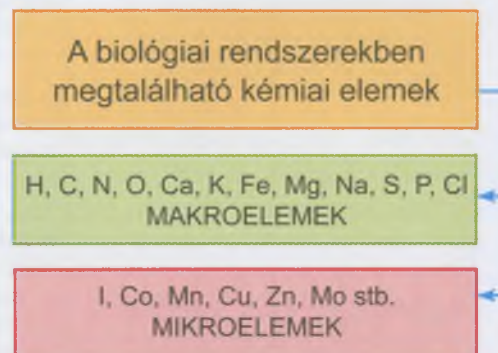 A biológiai rendszerekben
megtalálható kémiai elemek
H, C, N, O, Ca, K, Fe, Mg, Na, S, P, Cl
MAKROELEMEK
I, Co, Mn, Cu, Zn, Mo stb.
MIKROELEMEK